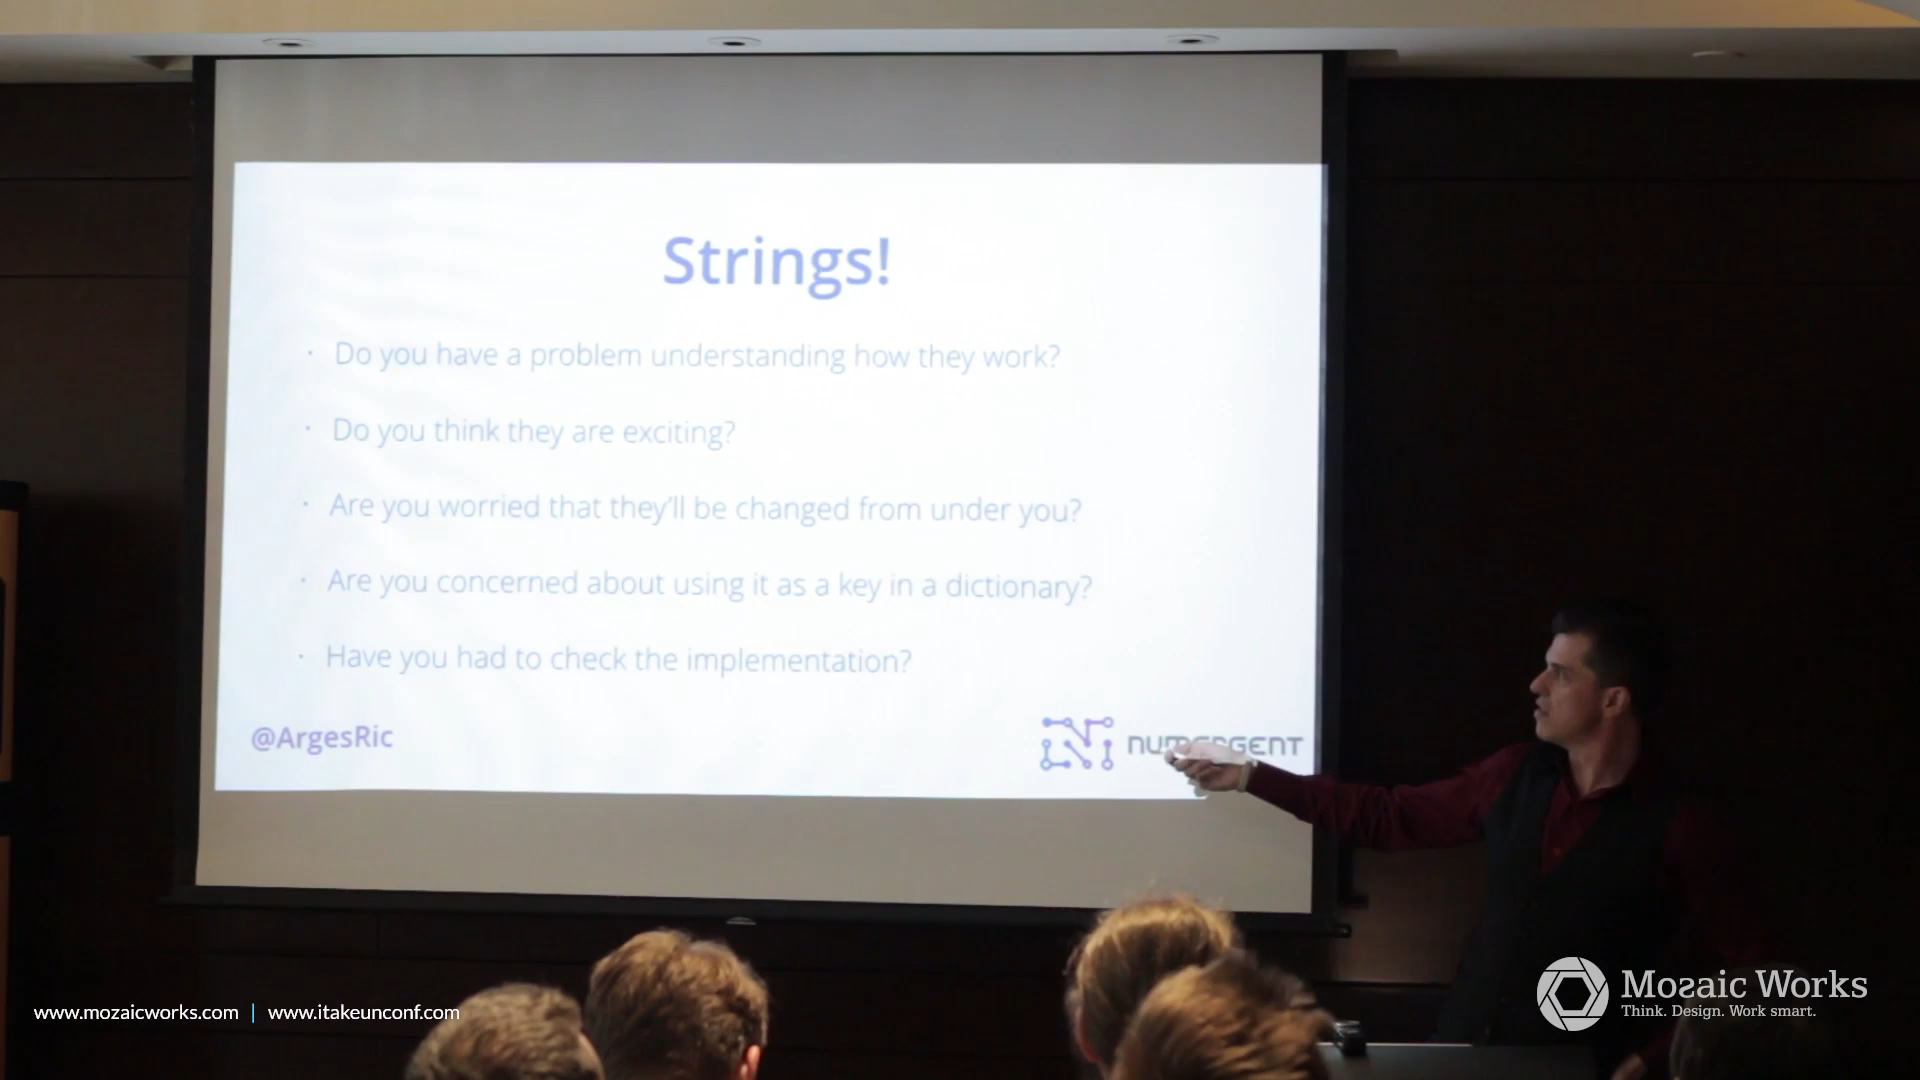 Strings!
· Do you have a problem understanding how they work?
· Do you think they are exciting?
· Are you worried that they'll be changed from under you?
· Are you concerned about using it as a key in a dictionary?
· Have you had to check the implementation?
@ArgesRic
NUMERGENT
www.mozaicworks.com | www.itakeunconf.com
Mozaic Works
Think. Design. Work smart.